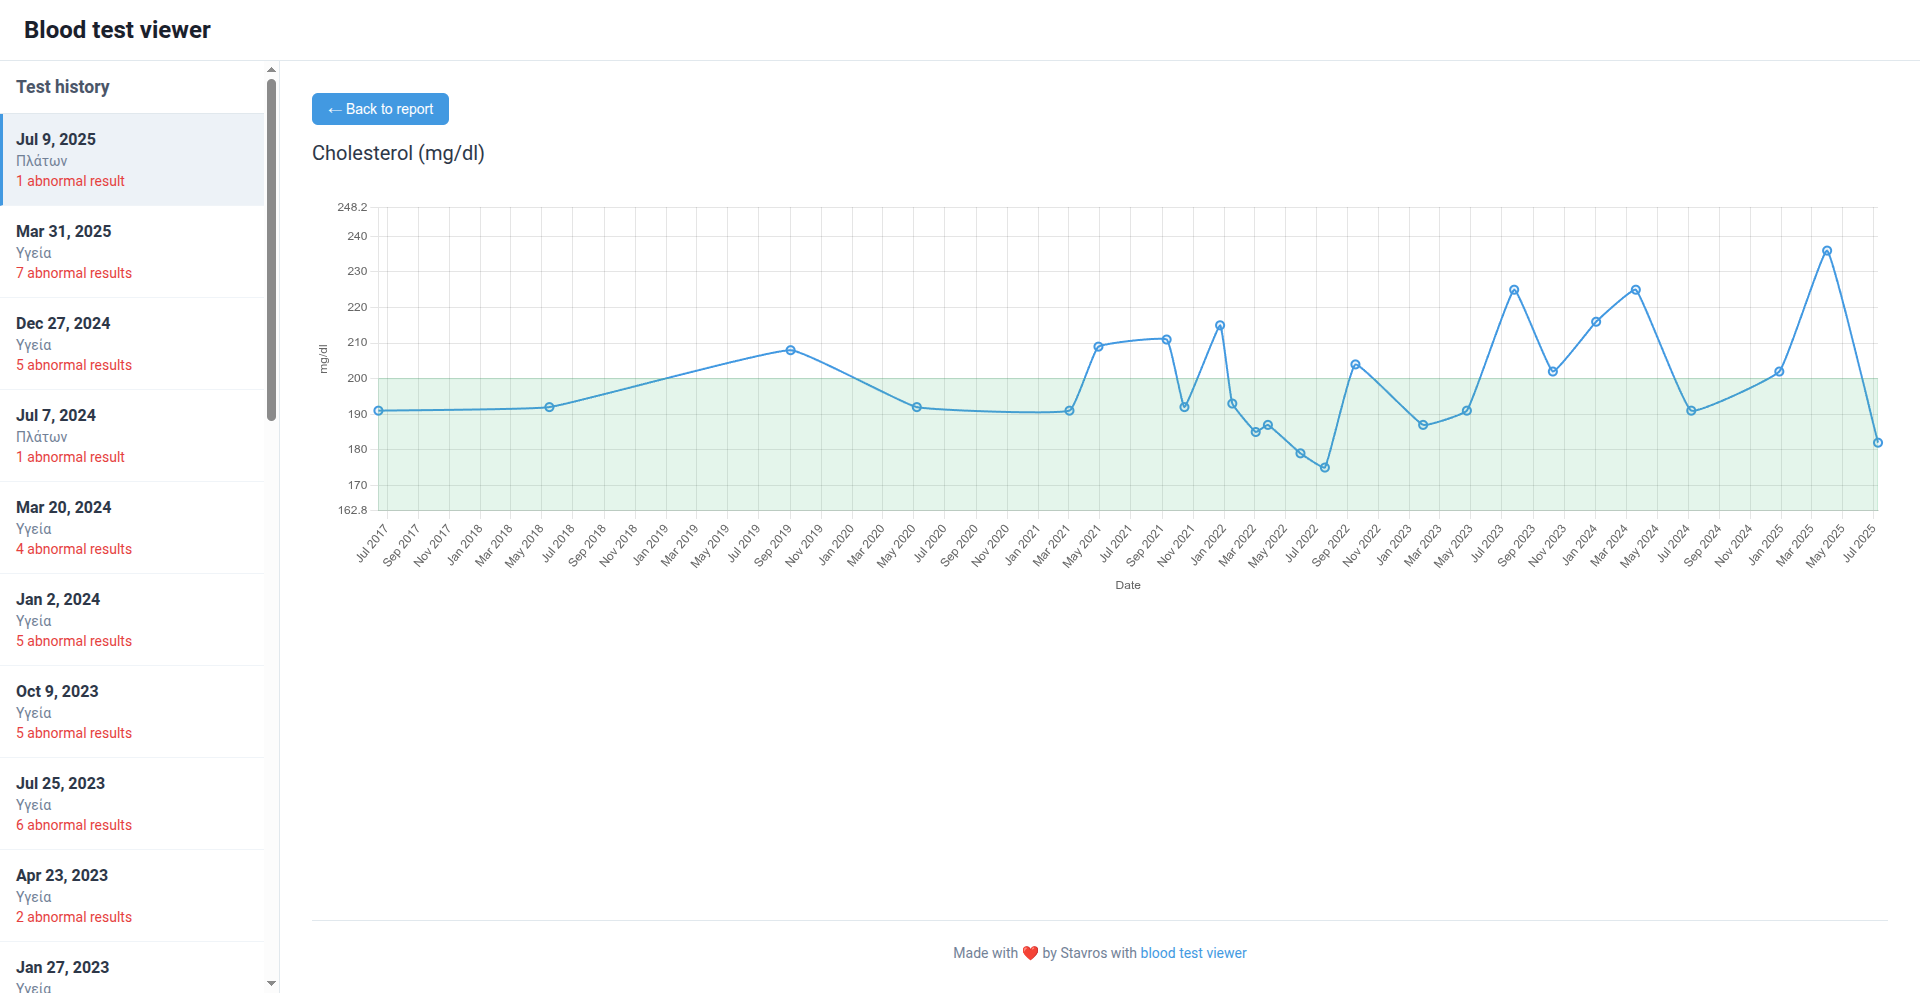 Blood test viewer
Test history
Jul 9, 2025
Πλάτων
1 abnormal result
Mar 31, 2025
Υγεία
7 abnormal results
Dec 27, 2024
Υγεία
5 abnormal results
Jul 7, 2024
Πλάτων
1 abnormal result
Mar 20, 2024
Υγεία
4 abnormal results
Jan 2, 2024
Υγεία
5 abnormal results
Oct 9, 2023
Υγεία
5 abnormal results
Jul 25, 2023
Υγεία
6 abnormal results
Apr 23, 2023
Υγεία
2 abnormal results
Jan 27, 2023
Υγεία
← Back to report
Cholesterol (mg/dl)
248.2
240
230
220
210
200
190
180
170
162.8
mg/dl
Jul 2017
Sep 2017
Nov 2017
Jan 2018
Mar 2018
May 2018
Jul 2018
Sep 2018
Nov 2018
Jan 2019
Mar 2019
May 2019
Jul 2019
Sep 2019
Nov 2019
Jan 2020
Mar 2020
May 2020
Jul 2020
Sep 2020
Nov 2020
Jan 2021
Mar 2021
May 2021
Jul 2021
Sep 2021
Nov 2021
Jan 2022
Mar 2022
May 2022
Jul 2022
Sep 2022
Nov 2022
Jan 2023
Mar 2023
May 2023
Jul 2023
Sep 2023
Nov 2023
Jan 2024
Mar 2024
May 2024
Jul 2024
Sep 2024
Nov 2024
Jan 2025
Mar 2025
May 2025
Jul 2025
Date
Made with ❤️ by Stavros with blood test viewer